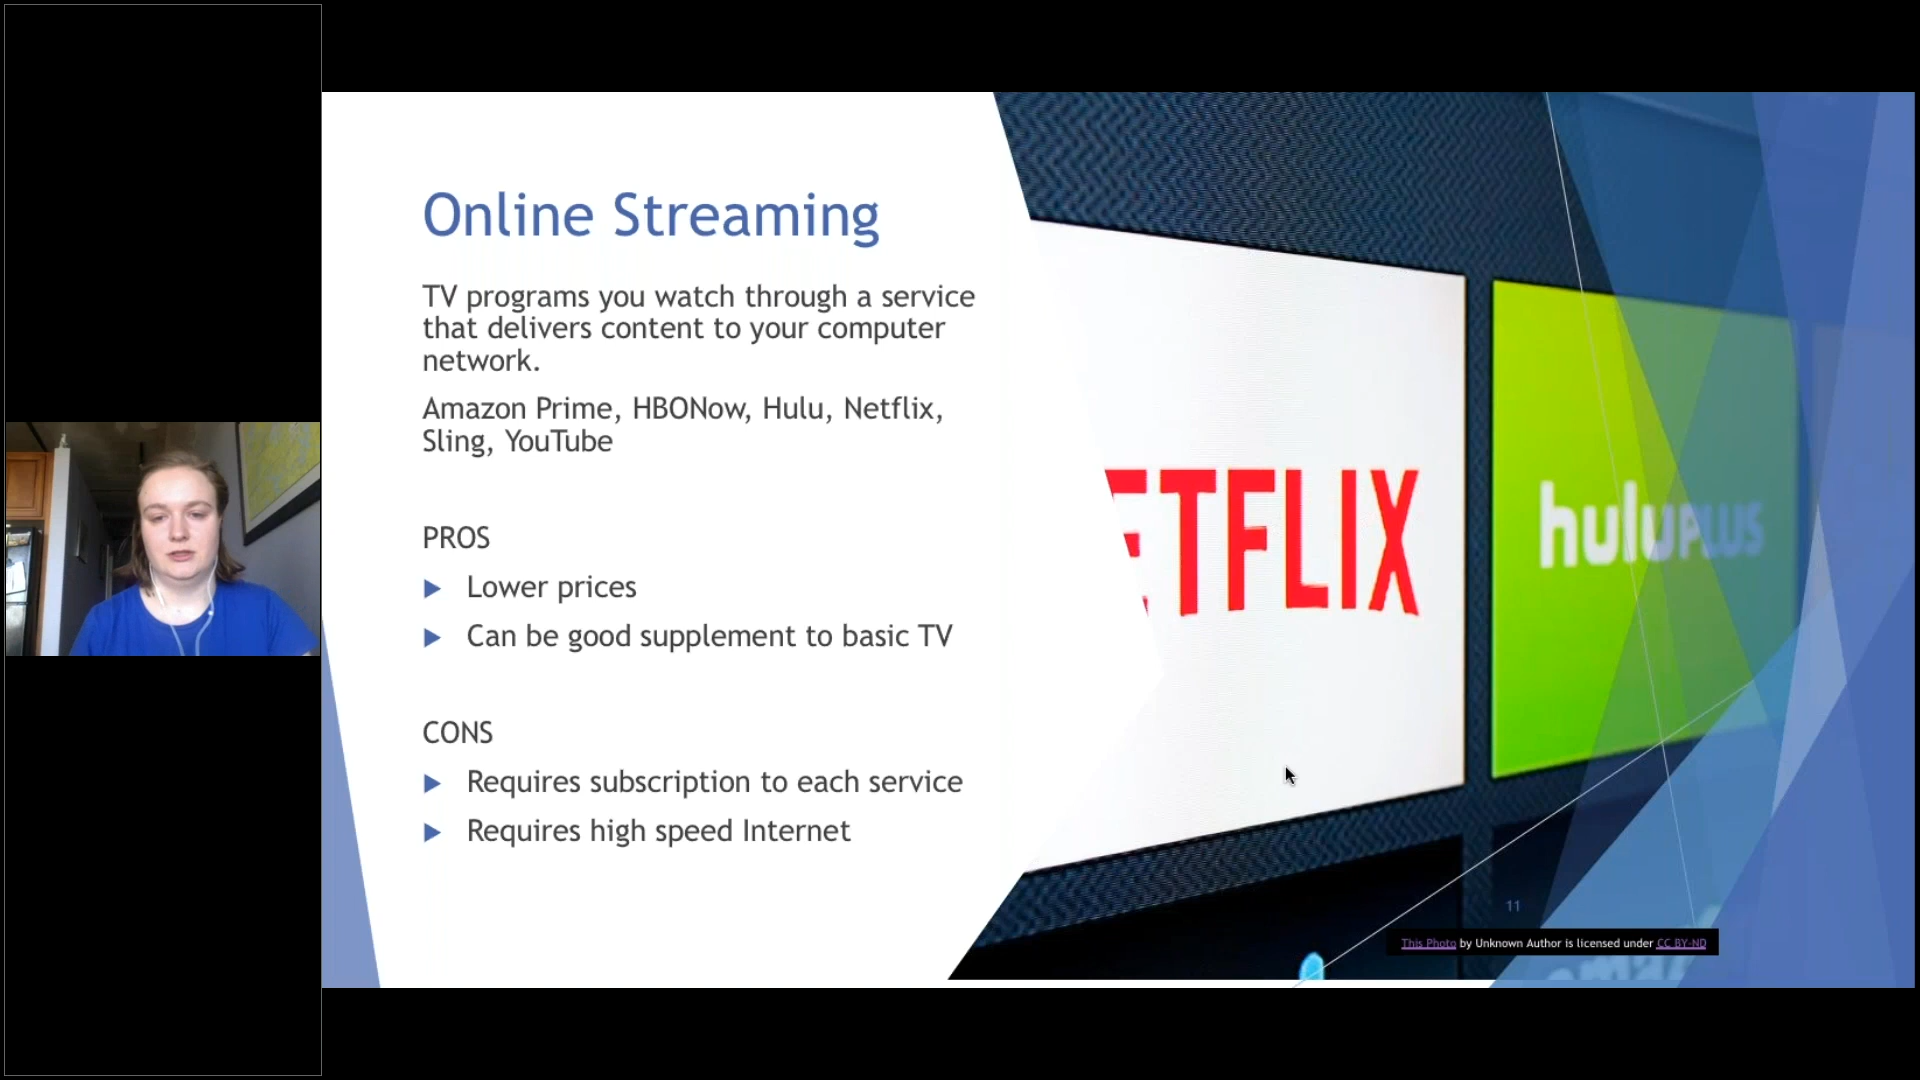 Online Streaming
TV programs you watch through a service
that delivers content to your computer
network.
Amazon Prime, HBONow, Hulu, Netflix,
Sling, YouTube
PROS
Lower prices
Can be good supplement to basic TV
CONS
Requires subscription to each service
Requires high speed Internet
ETFLIX
huluPLUS
11
This Photo by Unknown Author is licensed under CC BY-ND